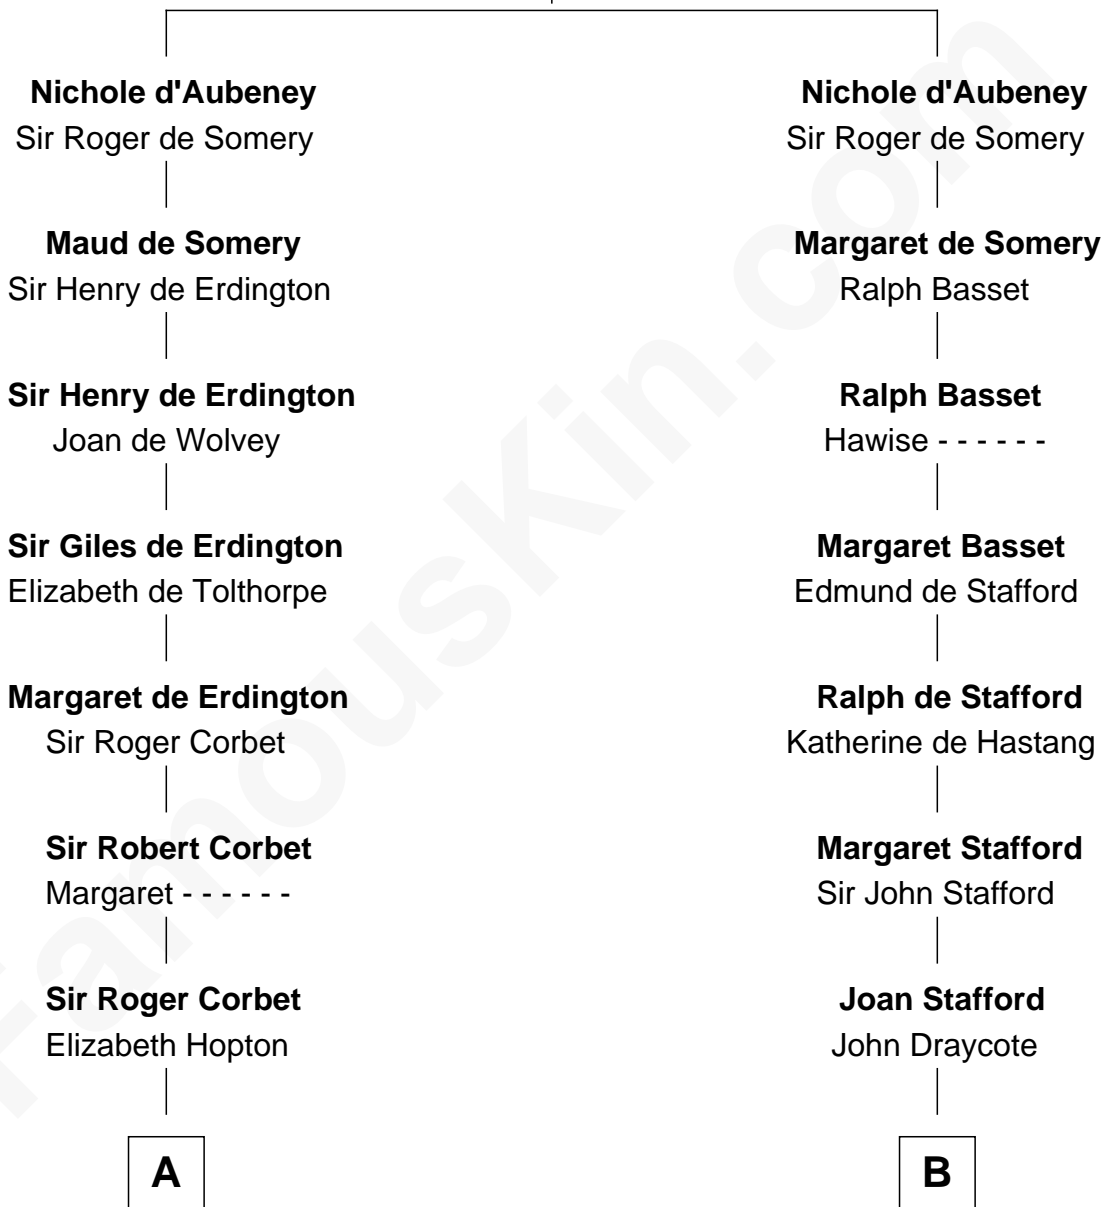 Nichole d'Aubeney
Sir Roger de Somery
Maud de Somery
Sir Henry de Erdington
Sir Henry de Erdington
Joan de Wolvey
Sir Giles de Erdington
Elizabeth de Tolthorpe
Margaret de Erdington
Sir Roger Corbet
Sir Robert Corbet
Margaret - - - - - -
Sir Roger Corbet
Elizabeth Hopton
A
Nichole d'Aubeney
Sir Roger de Somery
Margaret de Somery
Ralph Basset
Ralph Basset
Hawise - - - - - -
Margaret Basset
Edmund de Stafford
Ralph de Stafford
Katherine de Hastang
Margaret Stafford
Sir John Stafford
Joan Stafford
John Draycote
B
FamousKin.com